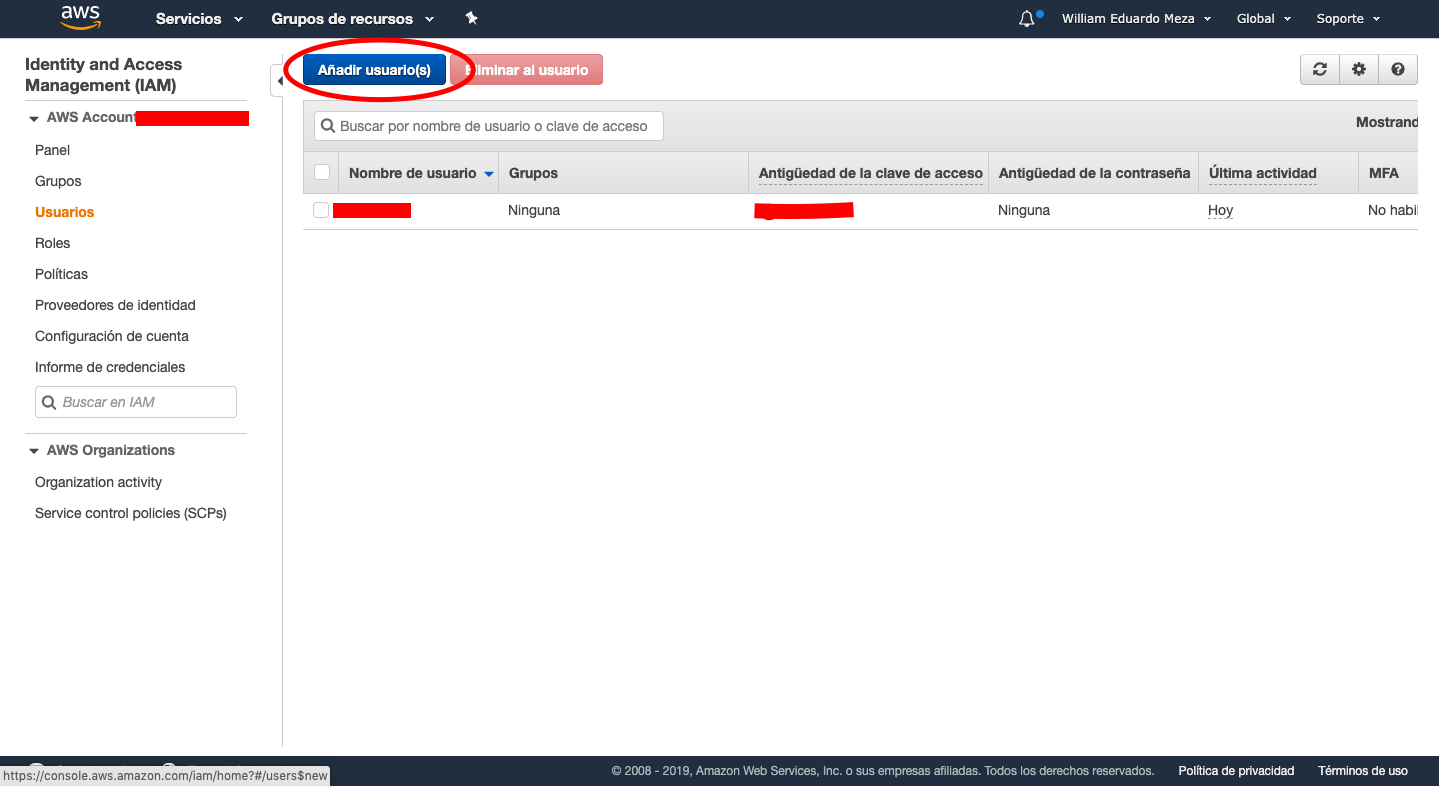 aws
Servicios
Grupos de recursos
William Eduardo Meza
Global
Soporte
Identity and Access
Management (IAM)
AWS Account
Panel
Grupos
Usuarios
Roles
Políticas
Proveedores de identidad
Configuración de cuenta
Informe de credenciales
Buscar en IAM
AWS Organizations
Organization activity
Service control policies (SCPs)
Añadir usuario(s)
Eliminar al usuario
Buscar por nombre de usuario o clave de acceso
Mostrand
Nombre de usuario
Grupos
Antigüedad de la clave de acceso
Antigüedad de la contraseña
Última actividad
MFA
Ninguna
Ninguna
Hoy
No habil
https://console.aws.amazon.com/iam/home?#/users$new
© 2008 - 2019, Amazon Web Services, Inc. o sus empresas afiliadas. Todos los derechos reservados.
Política de privacidad
Términos de uso